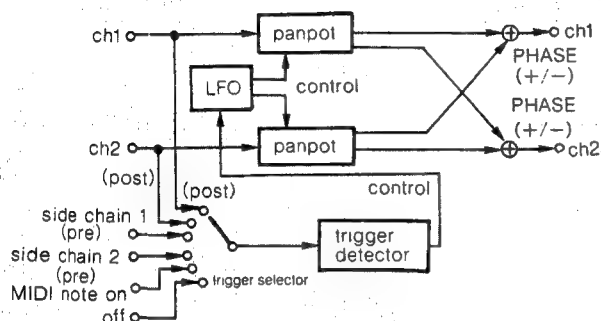 ch1
panpot
ch1
PHASE
(+/−)
LFO
control
PHASE
(+/−)
ch2
(post)
panpot
ch2
control
(post)
side chain 1
(pre)
side chain 2
(pre)
MIDI note on
off
trigger selector
trigger
detector